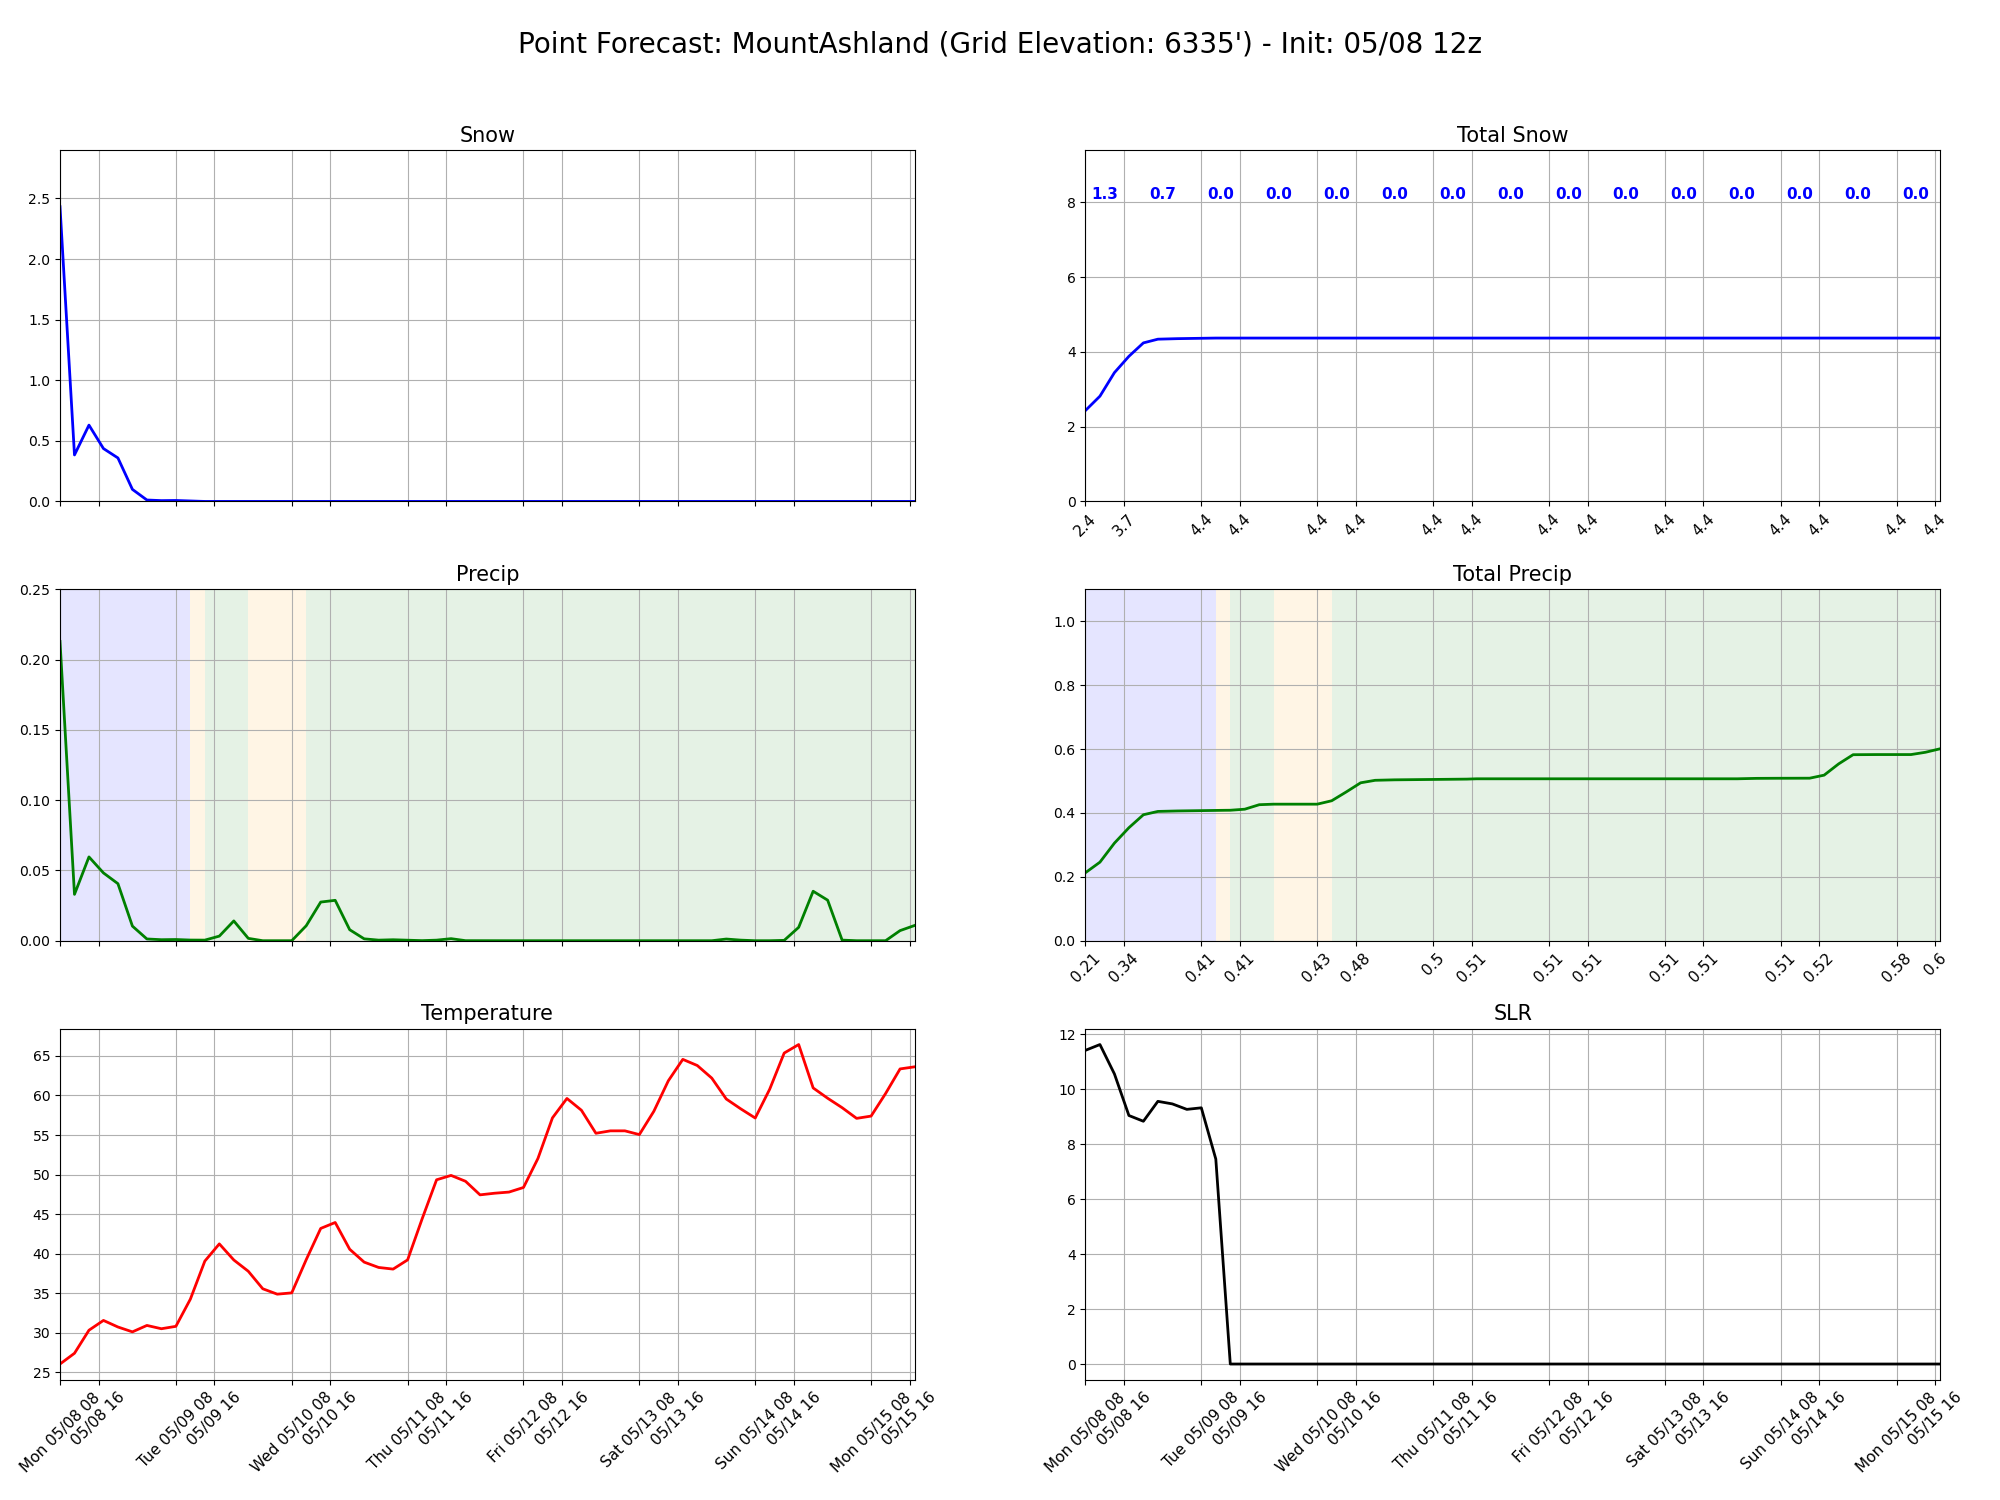 Point Forecast: MountAshland (Grid Elevation: 6335') - Init: 05/08 12z
Snow
2.5
2.0
1.5
1.0
0.5
0.0
Total Snow
1.3 0.7 0.0 0.0 0.0 0.0 0.0 0.0 0.0 0.0 0.0 0.0 0.0 0.0 0.0
8
6
4
2
0
2.4 3.7 4.4 4.4 4.4 4.4 4.4 4.4 4.4 4.4 4.4 4.4 4.4 4.4 4.4 4.4
Precip
0.25
0.20
0.15
0.10
0.05
0.00
Total Precip
1.0
0.8
0.6
0.4
0.2
0.0
0.21 0.34 0.41 0.41 0.43 0.48 0.5 0.51 0.51 0.51 0.51 0.51 0.51 0.52 0.58 0.6
Temperature
65
60
55
50
45
40
35
30
25
Mon 05/08 08
05/08 16
Tue 05/09 08
05/09 16
Wed 05/10 08
05/10 16
Thu 05/11 08
05/11 16
Fri 05/12 08
05/12 16
Sat 05/13 08
05/13 16
Sun 05/14 08
05/14 16
Mon 05/15 08
05/15 16
SLR
12
10
8
6
4
2
0
Mon 05/08 08
05/08 16
Tue 05/09 08
05/09 16
Wed 05/10 08
05/10 16
Thu 05/11 08
05/11 16
Fri 05/12 08
05/12 16
Sat 05/13 08
05/13 16
Sun 05/14 08
05/14 16
Mon 05/15 08
05/15 16